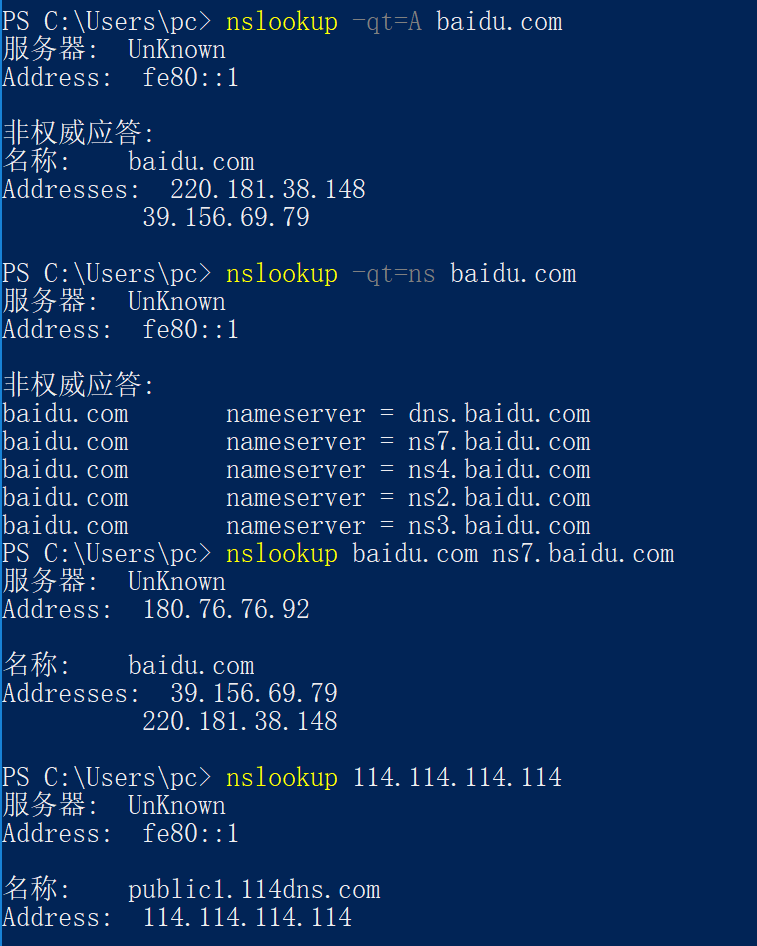 PS C:\Users\pc> nslookup -qt=A baidu.com
服务器:  UnKnown
Address:  fe80::1
非权威应答:
名称:    baidu.com
Addresses:  220.181.38.148
          39.156.69.79
PS C:\Users\pc> nslookup -qt=ns baidu.com
服务器:  UnKnown
Address:  fe80::1
非权威应答:
baidu.com       nameserver = dns.baidu.com
baidu.com       nameserver = ns7.baidu.com
baidu.com       nameserver = ns4.baidu.com
baidu.com       nameserver = ns2.baidu.com
baidu.com       nameserver = ns3.baidu.com
PS C:\Users\pc> nslookup baidu.com ns7.baidu.com
服务器:  UnKnown
Address:  180.76.76.92
名称:    baidu.com
Addresses:  39.156.69.79
          220.181.38.148
PS C:\Users\pc> nslookup 114.114.114.114
服务器:  UnKnown
Address:  fe80::1
名称:    public1.114dns.com
Address:  114.114.114.114